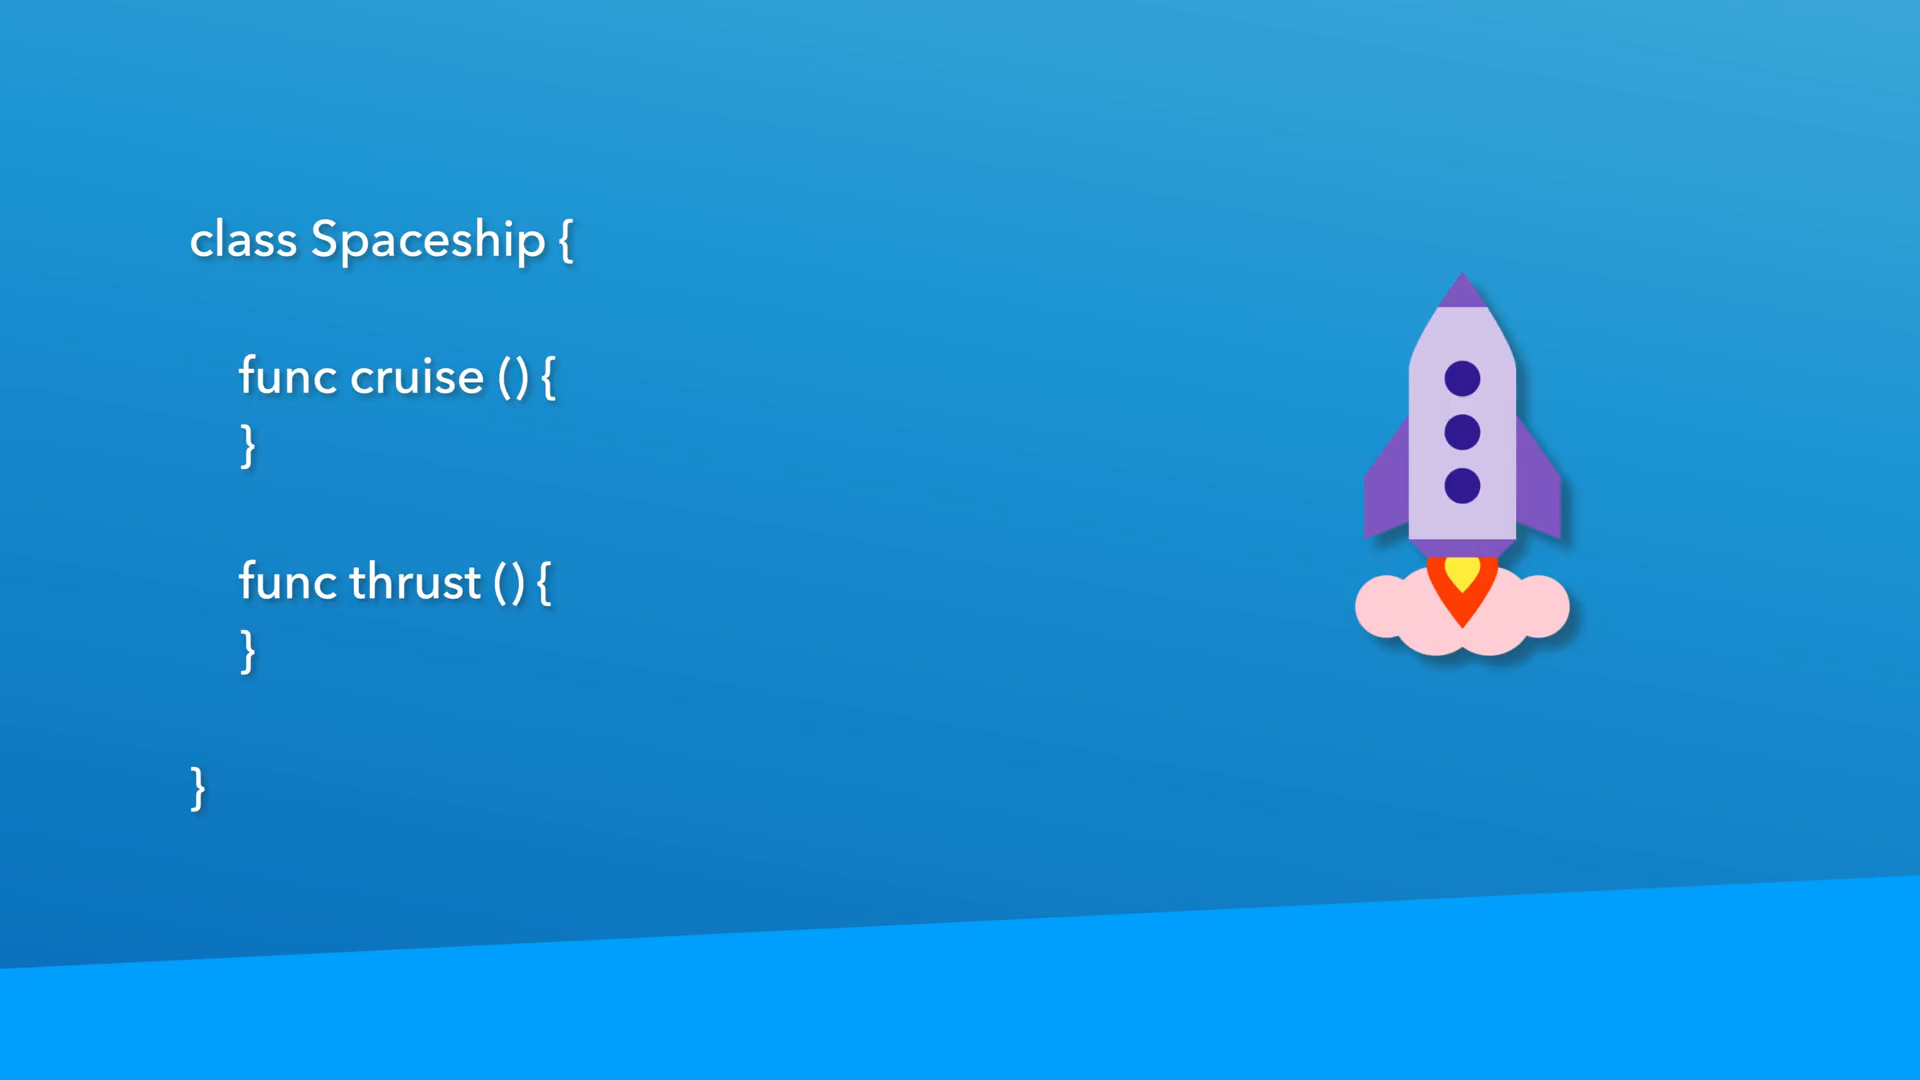 class Spaceship {
func cruise () {
}
func thrust () {
}
}